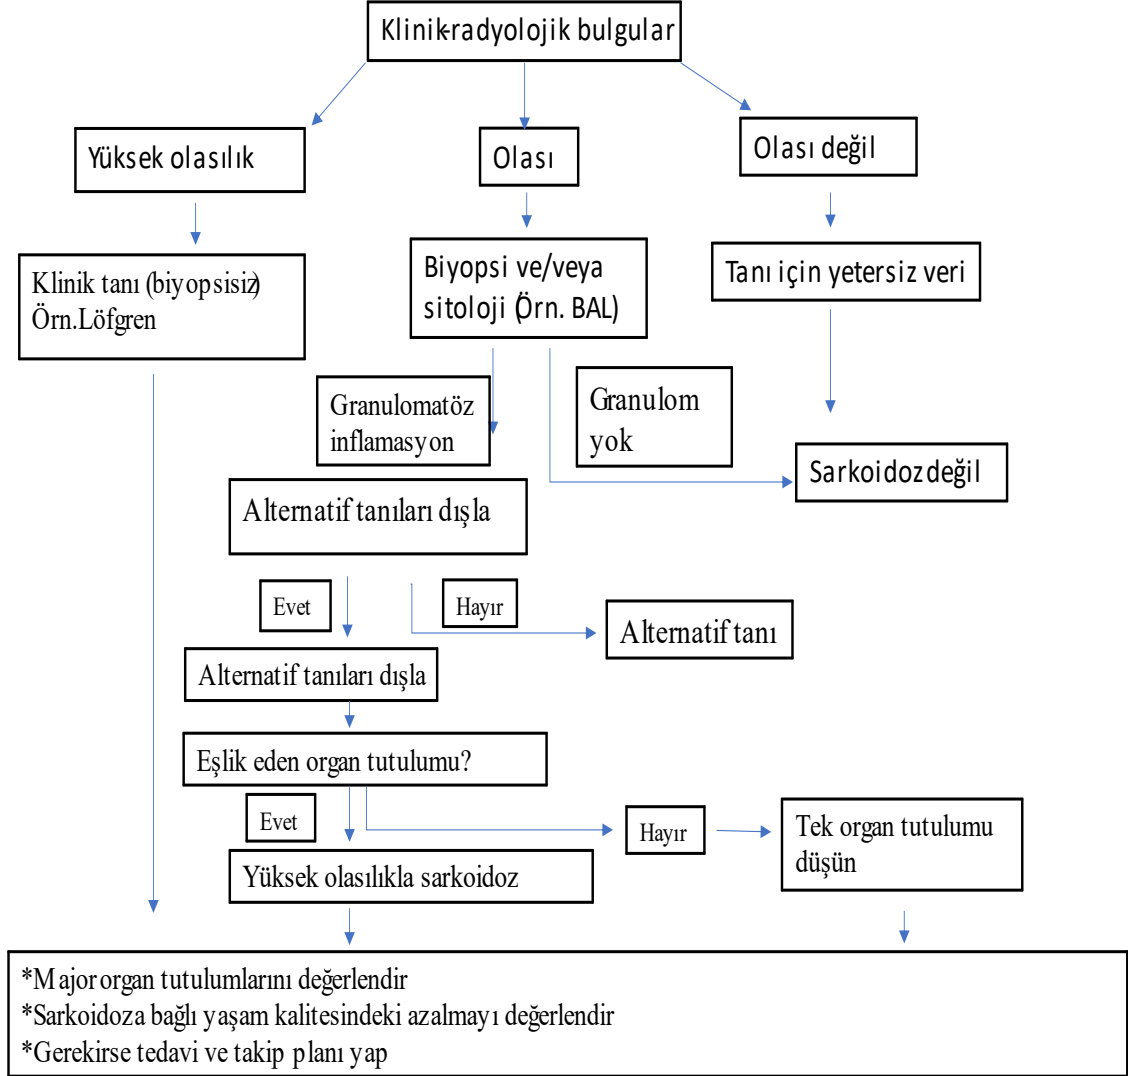 Klinik-radyolojik bulgular
Yüksek olasılık
Olası
Olası değil
Klinik tanı (biyopsisiz)
Örn.Löfgren
Biyopsi ve/veya
sitoloji (Örn. BAL)
Tanı için yetersiz veri
Granulomatöz
inflamasyon
Granulom
yok
Sarkoidoz değil
Alternatif tanıları dışla
Evet
Hayır
Alternatif tanı
Alternatif tanıları dışla
Eşlik eden organ tutulumu?
Evet
Hayır
Tek organ tutulumu
düşün
Yüksek olasılıkla sarkoidoz
*Major organ tutulumlarını değerlendir
*Sarkoidoza bağlı yaşam kalitesindeki azalmayı değerlendir
*Gerekirse tedavi ve takip planı yap